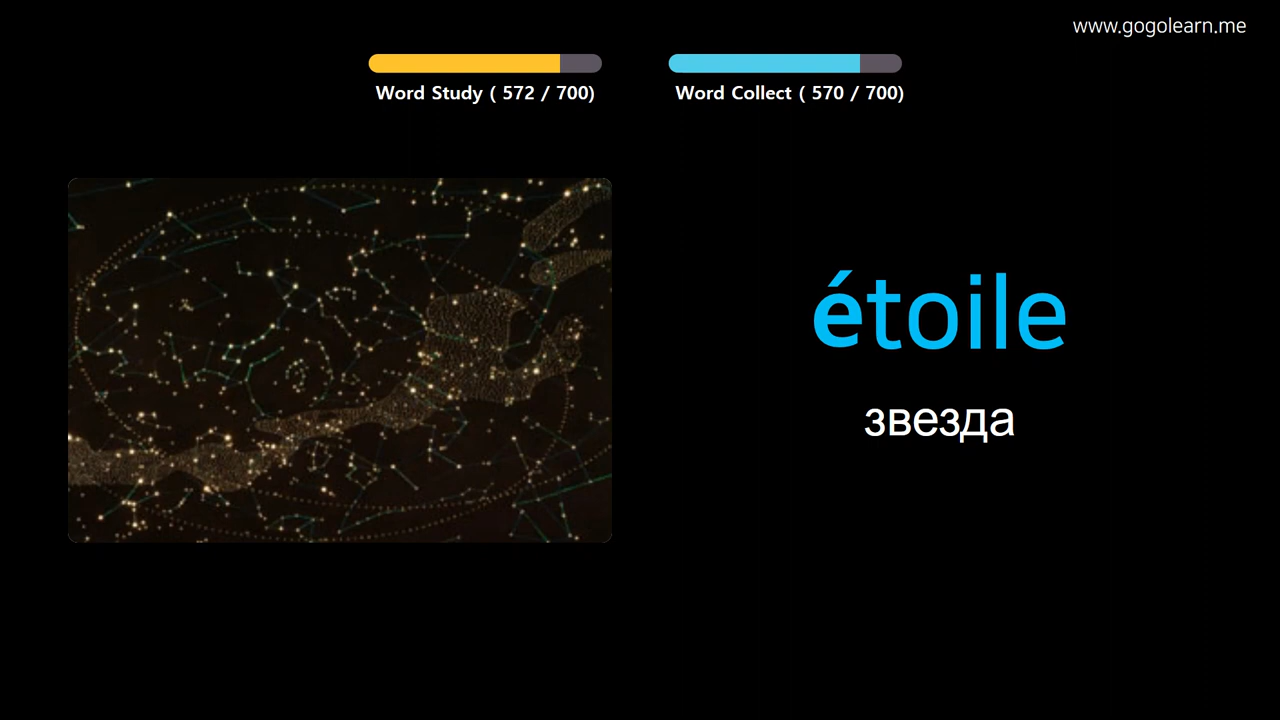 www.gogolearn.me
Word Study ( 572 / 700)
Word Collect ( 570 / 700)
étoile
звезда